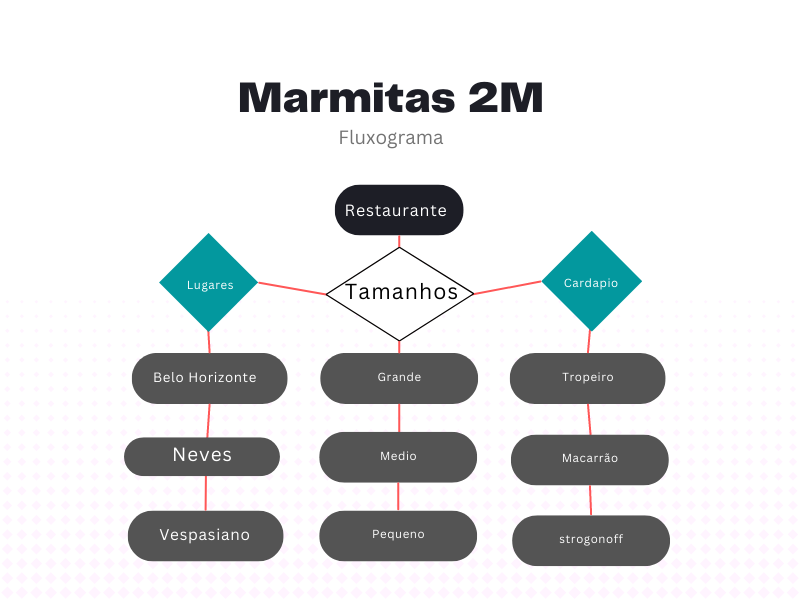 Marmitas 2M
Fluxograma
Restaurante
Lugares
Tamanhos
Cardapio
Belo Horizonte
Grande
Tropeiro
Neves
Medio
Macarrão
Vespasiano
Pequeno
strogonoff